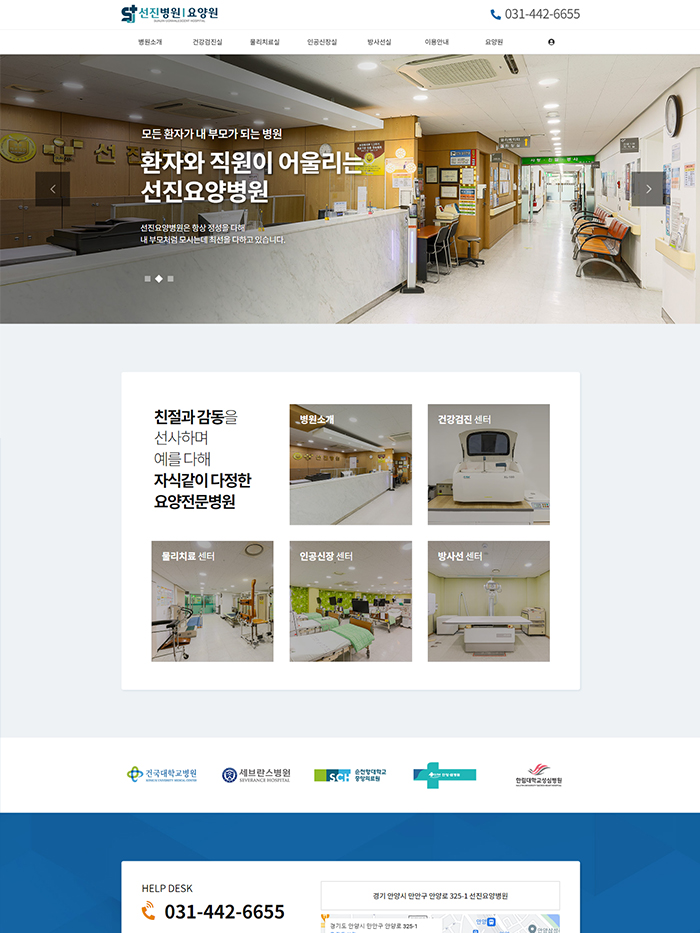 선진병원 | 요양원
031-442-6655
병원소개
건강검진실
물리치료실
인공신장실
방사선실
이용안내
요양원
모든 환자가 내 부모가 되는 병원
환자와 직원이 어울리는
선진요양병원
선진요양병원은 항상 정성을 다해
내 부모처럼 모시는데 최선을 다하고 있습니다.
친절과 감동을
선사하며
예를 다해
자식같이 다정한
요양전문병원
병원소개
건강검진 센터
물리치료 센터
인공신장 센터
방사선 센터
건국대학교병원
세브란스병원
SEVERANCE HOSPITAL
SCH 순천향대학교
중앙의료원
한림대학교성심병원
HELP DESK
031-442-6655
경기 안양시 만안구 안양로 325-1 선진요양병원
경기도 안양시 만안구 안양로 325-1